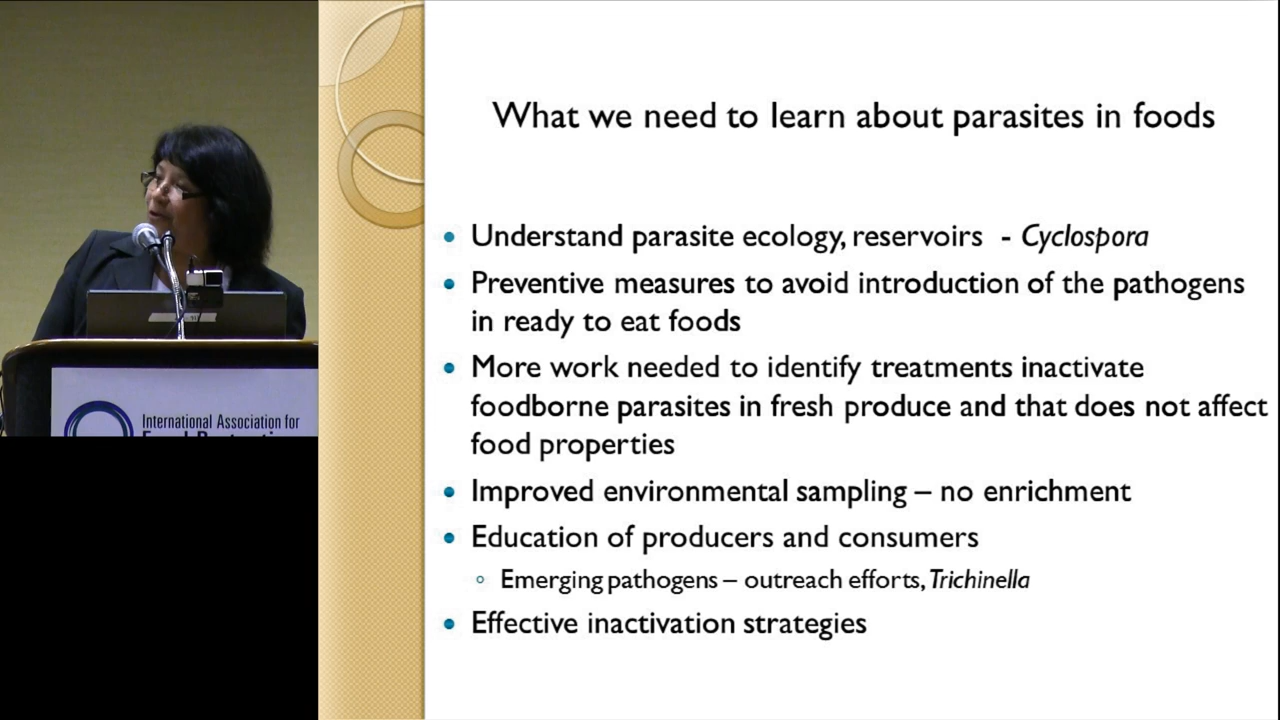 What we need to learn about parasites in foods
Understand parasite ecology, reservoirs - Cyclospora
Preventive measures to avoid introduction of the pathogens
in ready to eat foods
More work needed to identify treatments inactivate
foodborne parasites in fresh produce and that does not affect
food properties
Improved environmental sampling – no enrichment
Education of producers and consumers
Emerging pathogens – outreach efforts, Trichinella
Effective inactivation strategies
International Association for